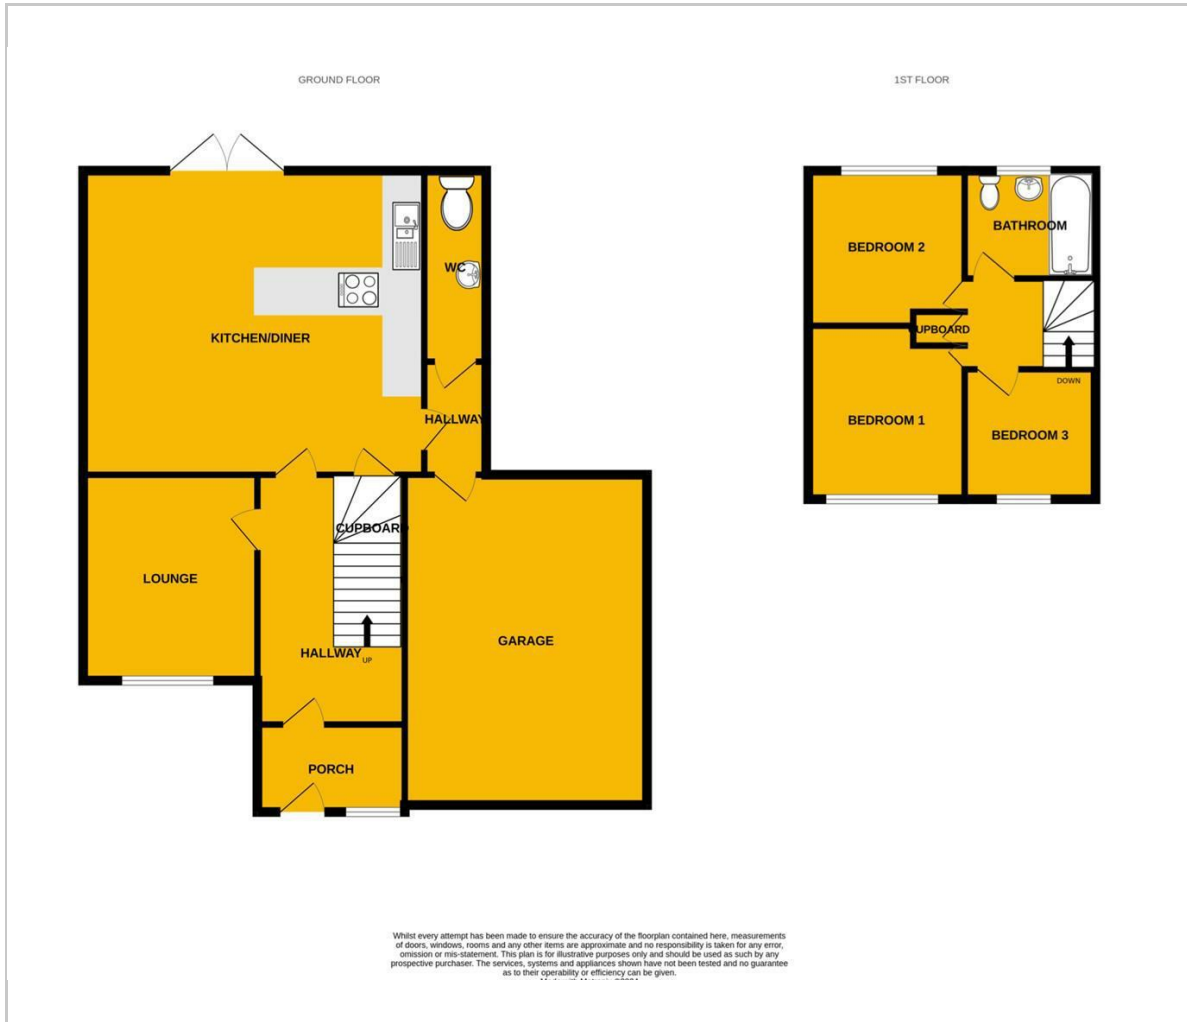 GROUND FLOOR
1ST FLOOR
WC
KITCHEN/DINER
HALLWAY
CUPBOARD
LOUNGE
HALLWAY
UP
GARAGE
PORCH
BATHROOM
BEDROOM 2
CUPBOARD
DOWN
BEDROOM 1
BEDROOM 3
Whilst every attempt has been made to ensure the accuracy of the floorplan contained here, measurements
of doors, windows, rooms and any other items are approximate and no responsibility is taken for any error,
omission or mis-statement. This plan is for illustrative purposes only and should be used as such by any
prospective purchaser. The services, systems and appliances shown have not been tested and no guarantee
as to their operability or efficiency can be given.